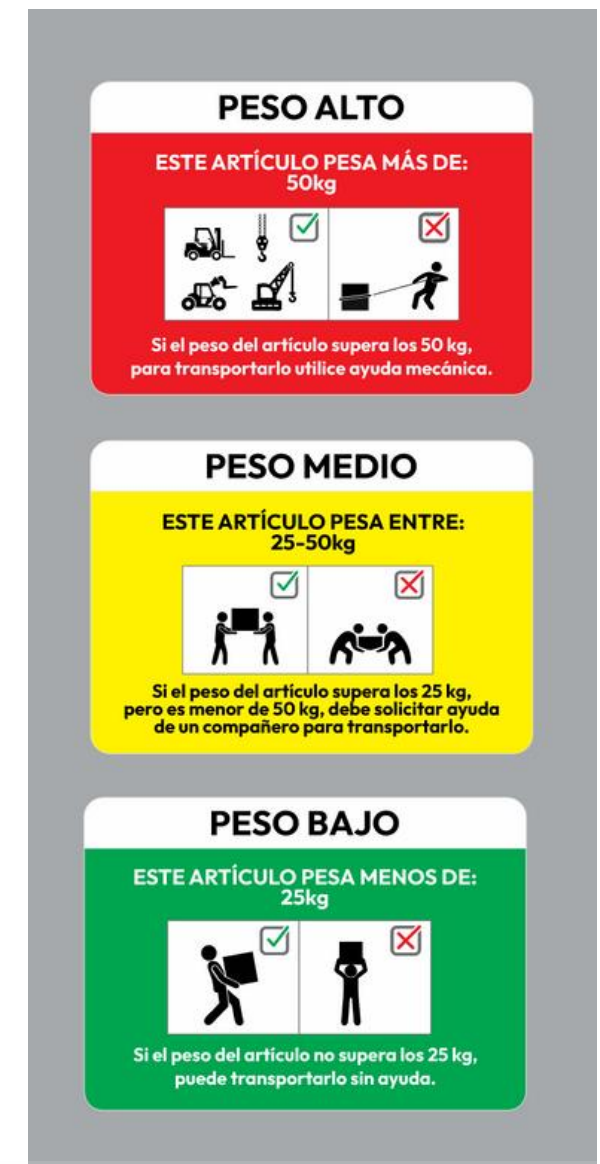 PESO ALTO
ESTE ARTÍCULO PESA MÁS DE:
50kg
Si el peso del artículo supera los 50 kg,
para transportarlo utilice ayuda mecánica.
PESO MEDIO
ESTE ARTÍCULO PESA ENTRE:
25-50kg
Si el peso del artículo supera los 25 kg,
pero es menor de 50 kg, debe solicitar ayuda
de un compañero para transportarlo.
PESO BAJO
ESTE ARTÍCULO PESA MENOS DE:
25kg
Si el peso del artículo no supera los 25 kg,
puede transportarlo sin ayuda.